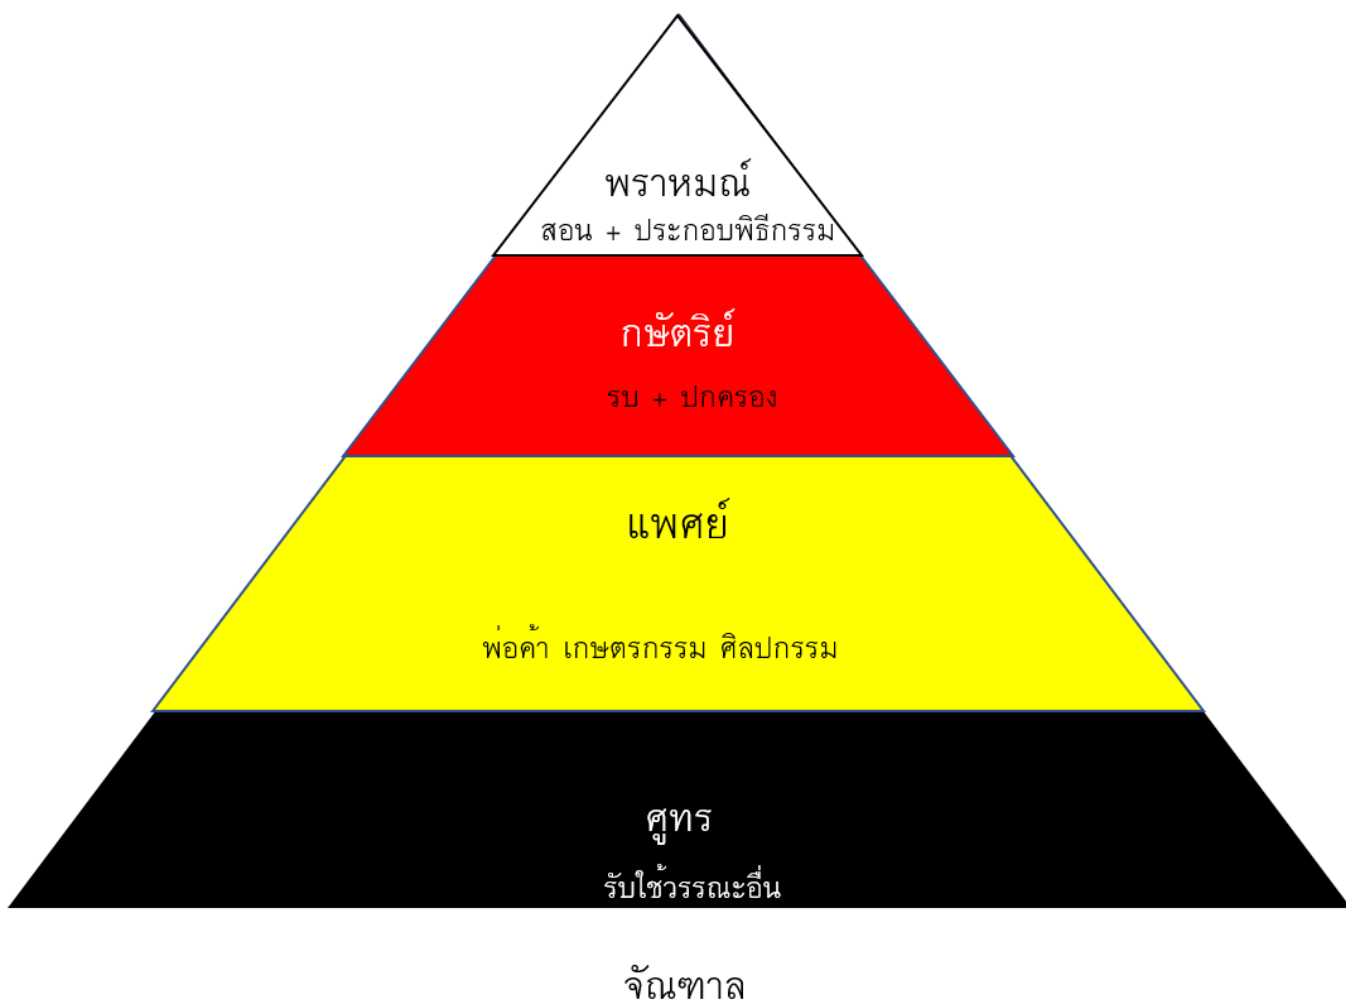 พราหมณ์
สอน + ประกอบพิธีกรรม
กษัตริย์
รบ + ปกครอง
แพศย์
พ่อค้า เกษตรกรรม ศิลปกรรม
ศูทร
รับใช้วรรณะอื่น
จัณฑาล